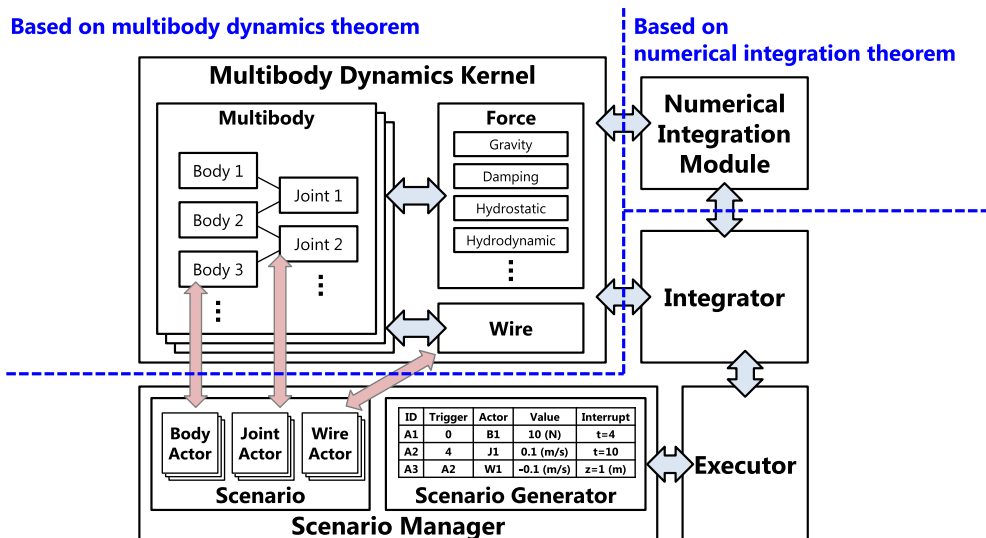 Based on multibody dynamics theorem
Based on
numerical integration theorem
Multibody Dynamics Kernel
Multibody
Body 1
Body 2
Body 3
Joint 1
Joint 2
Force
Gravity
Damping
Hydrostatic
Hydrodynamic
Wire
Numerical
Integration
Module
Integrator
Executor
Body
Actor
Joint
Actor
Wire
Actor
Scenario
ID Trigger Actor Value Interrupt
A1 0 B1 10 (N) t=4
A2 4 J1 0.1 (m/s) t=10
A3 A2 W1 -0.1 (m/s) z=1 (m)
Scenario Generator
Scenario Manager